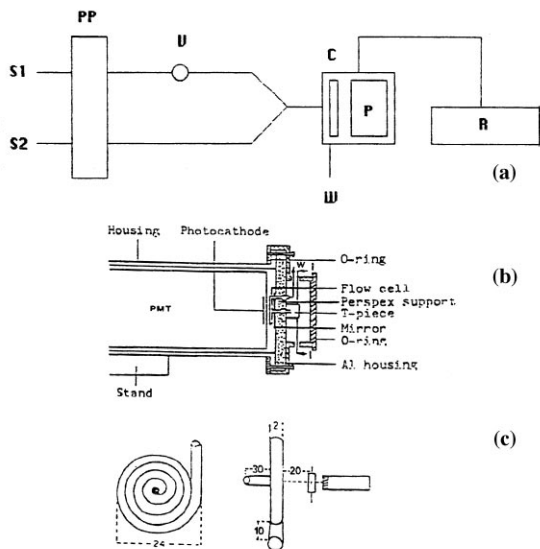 PP
V
C
S1
P
S2
R
W
(a)
Housing Photocathode
O-ring
(b)
W I
Flow cell
Perspex support
PMT
T-piece
Mirror
O-ring
I
Al housing
Stand
(c)
12
30 20
10
24